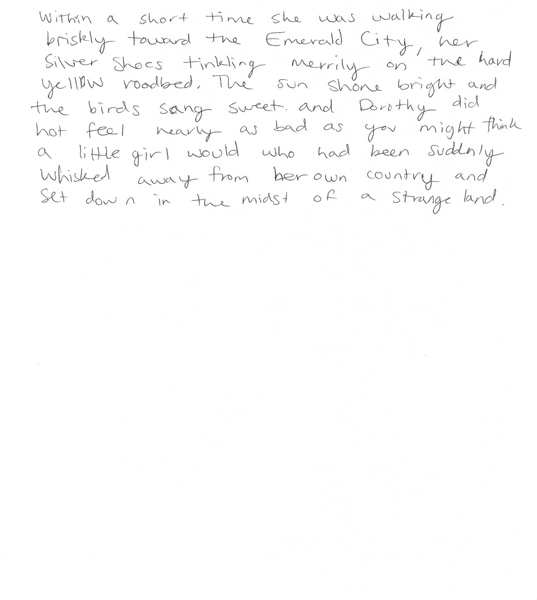 Within a short time she was walking
briskly toward the Emerald City, her
Silver Shoes tinkling merrily on the hard
yellow roadbed. The sun shone bright and
the birds sang sweet and Dorothy did
not feel nearly as bad as you might think
a little girl would who had been suddnly
whisked away from her own country and
set down in the midst of a strange land.